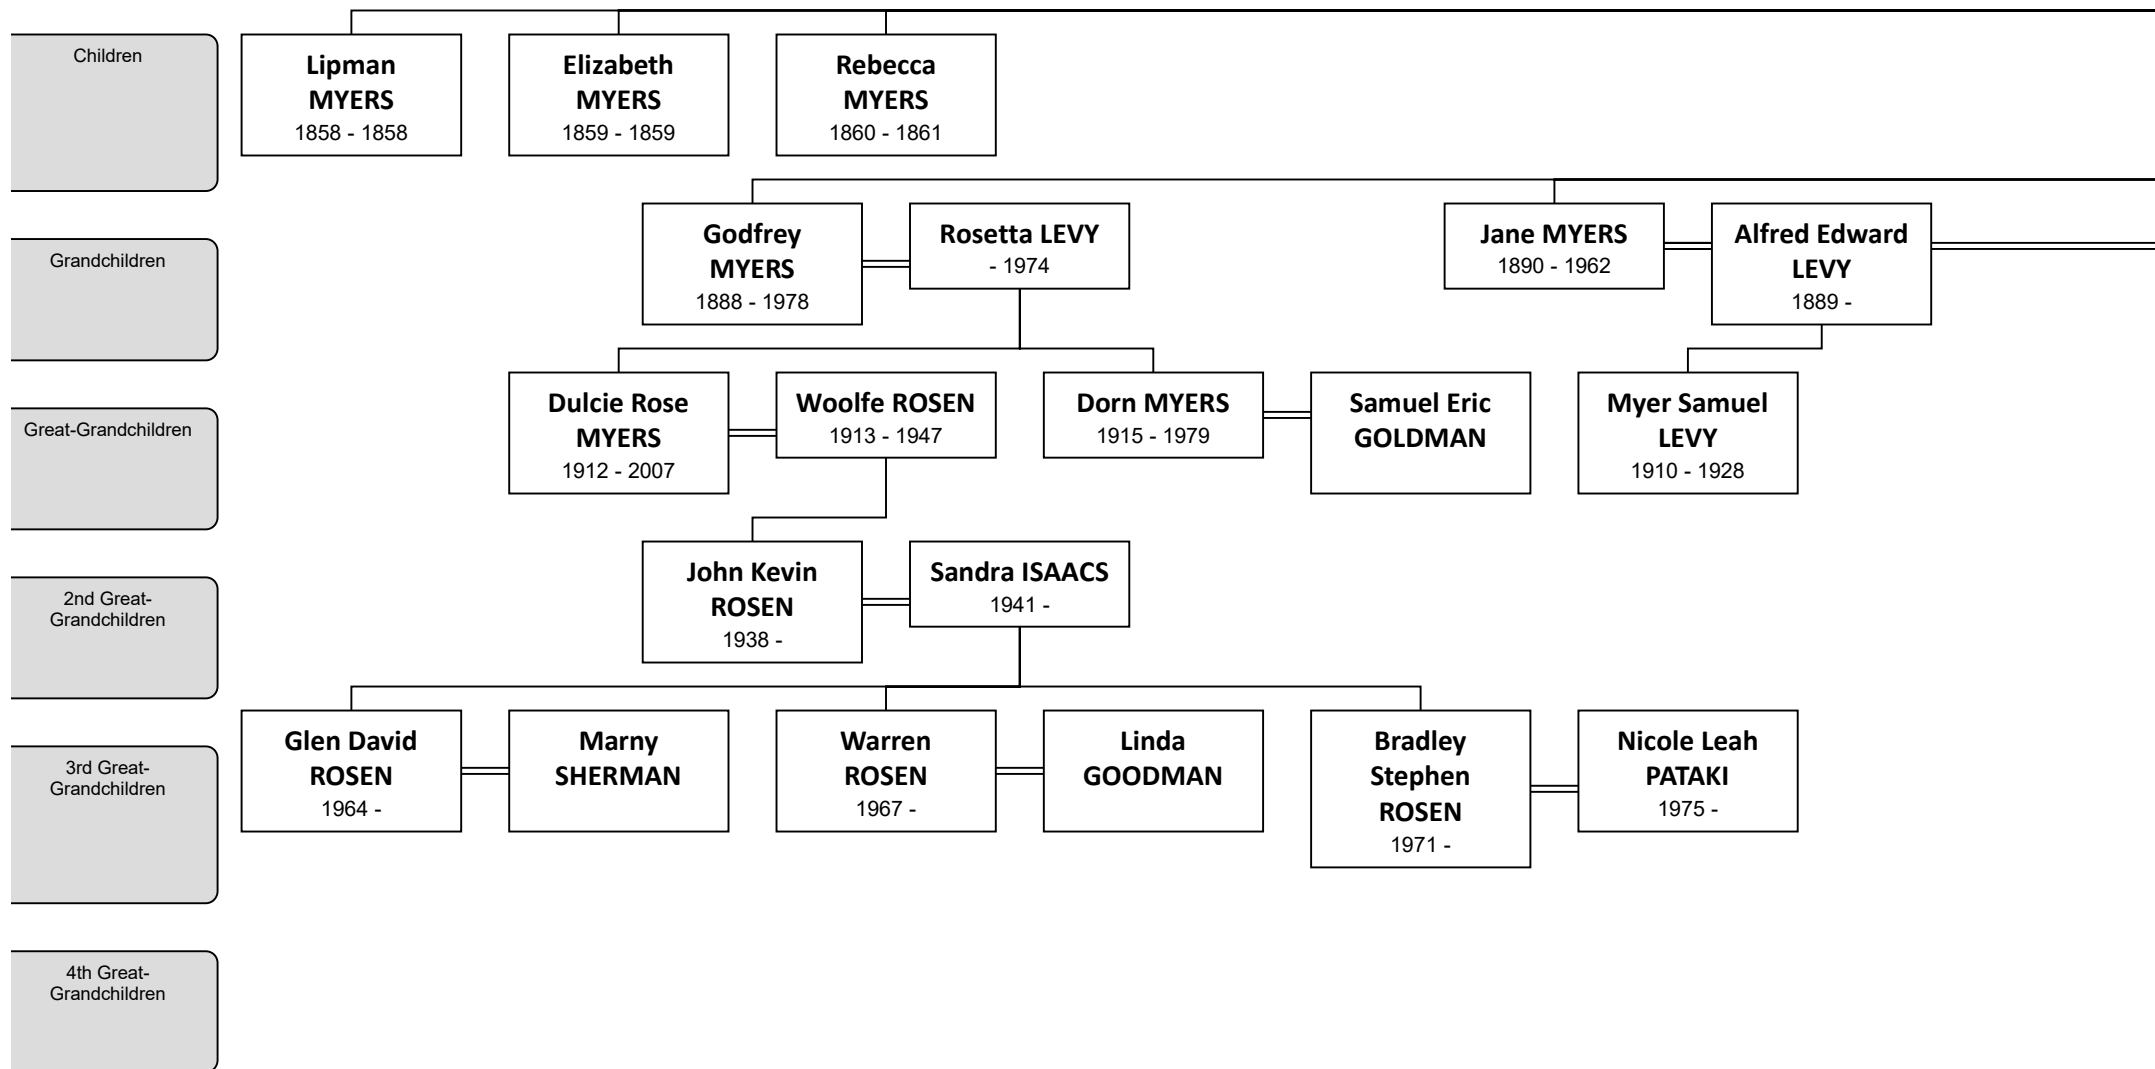 Children
Lipman
MYERS
1858 - 1858
Elizabeth
MYERS
1859 - 1859
Rebecca
MYERS
1860 - 1861
Grandchildren
Godfrey
MYERS
1888 - 1978
Rosetta LEVY
- 1974
Jane MYERS
1890 - 1962
Alfred Edward
LEVY
1889 -
Great-Grandchildren
Dulcie Rose
MYERS
1912 - 2007
Woolfe ROSEN
1913 - 1947
Dorn MYERS
1915 - 1979
Samuel Eric
GOLDMAN
Myer Samuel
LEVY
1910 - 1928
2nd Great-
Grandchildren
John Kevin
ROSEN
1938 -
Sandra ISAACS
1941 -
3rd Great-
Grandchildren
Glen David
ROSEN
1964 -
Marny
SHERMAN
Warren
ROSEN
1967 -
Linda
GOODMAN
Bradley
Stephen
ROSEN
1971 -
Nicole Leah
PATAKI
1975 -
4th Great-
Grandchildren